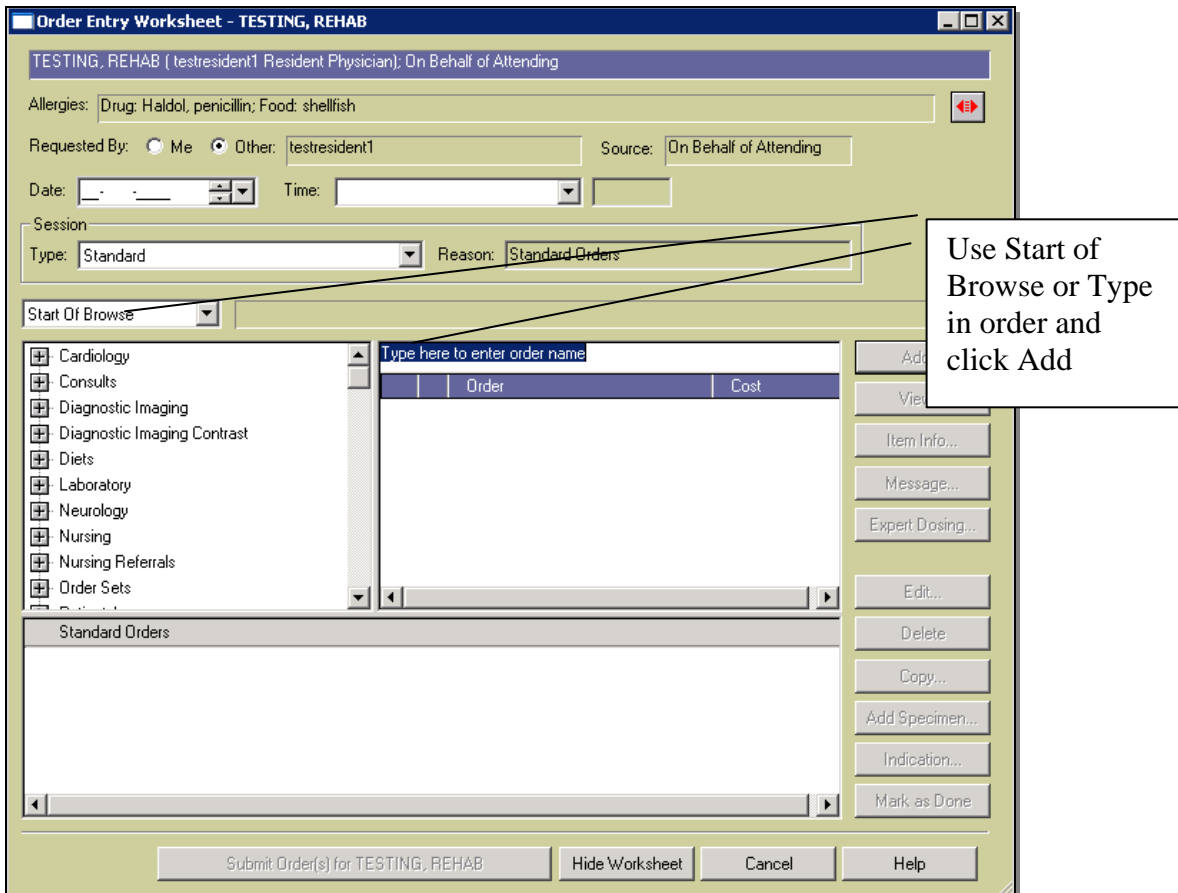 Order Entry Worksheet - TESTING, REHAB
TESTING, REHAB ( testresident1 Resident Physician); On Behalf of Attending
Allergies: Drug: Haldol, penicillin; Food: shellfish
Requested By: Me Other: testresident1 Source: On Behalf of Attending
Date: __-__-____ Time:
Session
Type: Standard Reason: Standard Orders
Start Of Browse
Use Start of
Browse or Type
in order and
click Add
Cardiology
Consults
Diagnostic Imaging
Diagnostic Imaging Contrast
Diets
Laboratory
Neurology
Nursing
Nursing Referrals
Order Sets
Type here to enter order name
Order Cost
Item Info...
Message...
Expert Dosing...
Edit...
Delete
Copy...
Add Specimen...
Indication...
Mark as Done
Standard Orders
Submit Order(s) for TESTING, REHAB Hide Worksheet Cancel Help